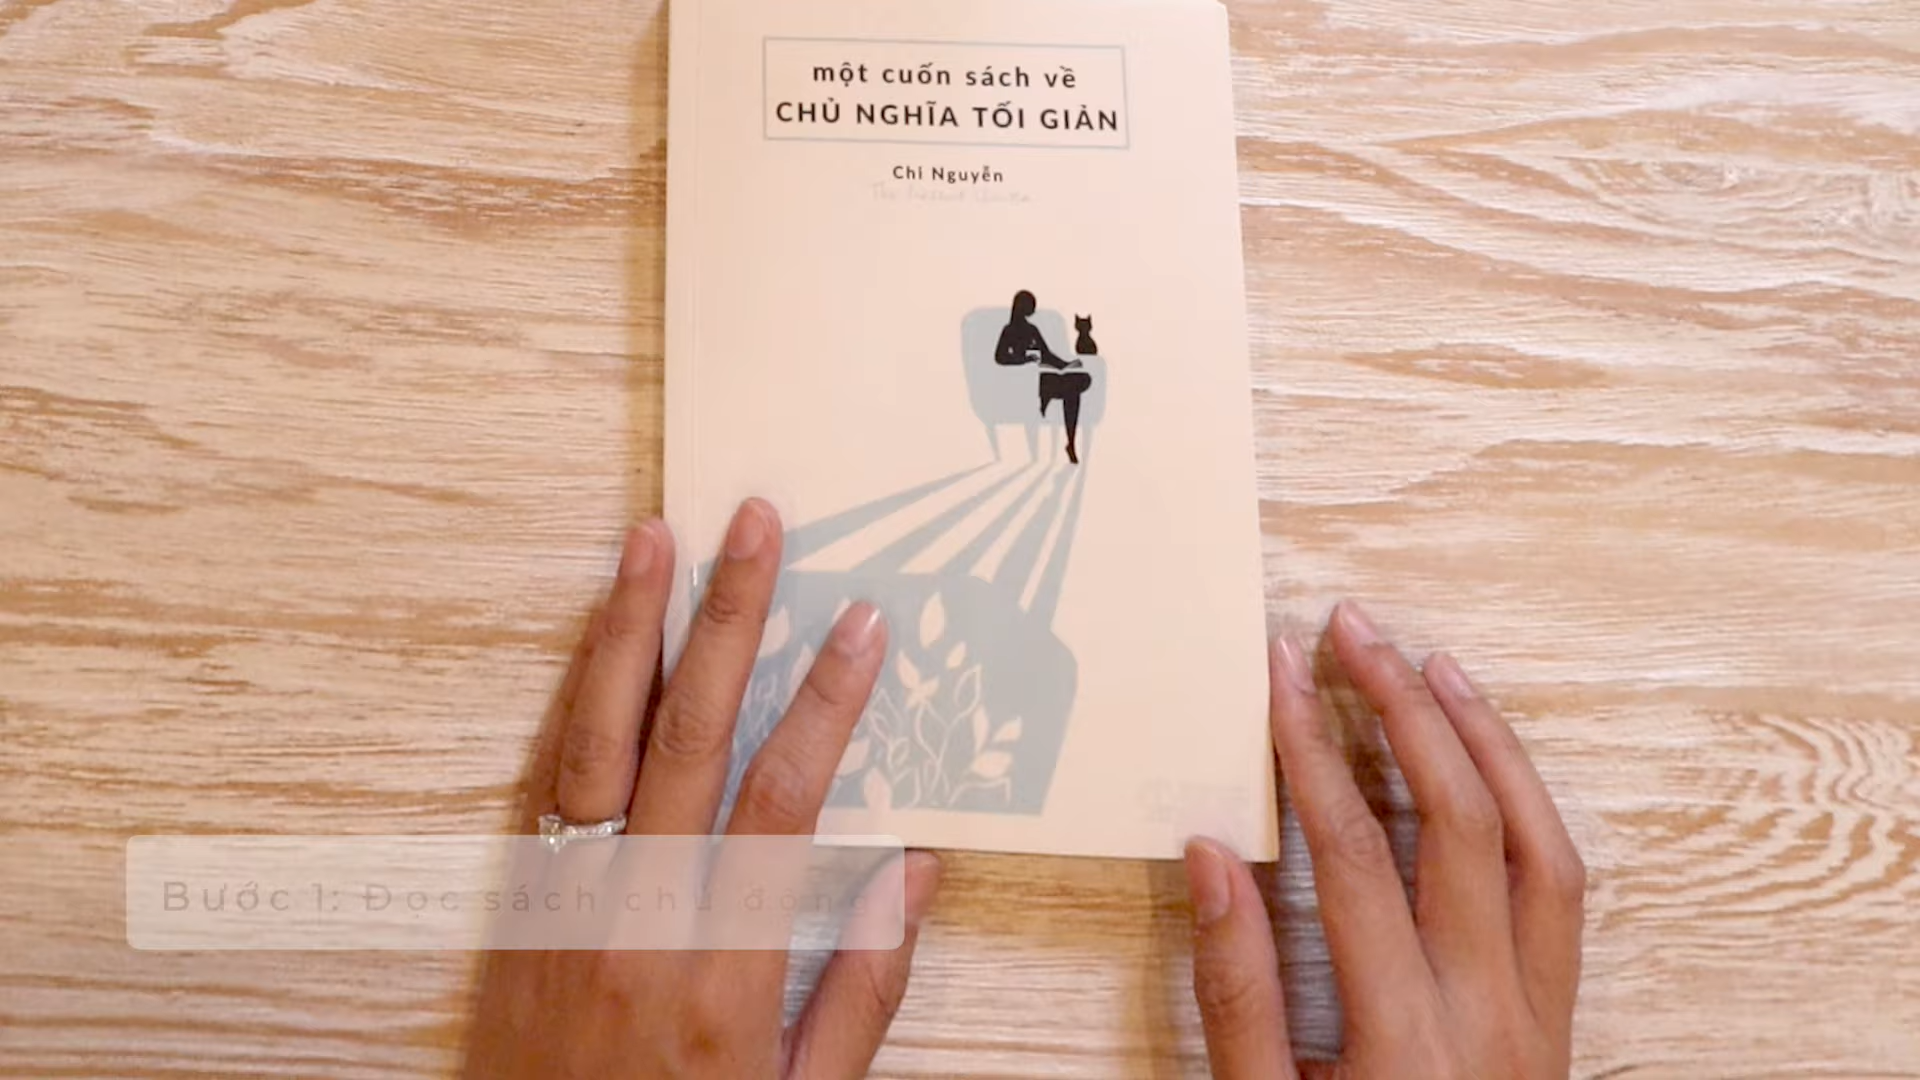 một cuốn sách về
CHỦ NGHĨA TỐI GIẢN
Chi Nguyễn
Bước 1: Đọc sách chủ động